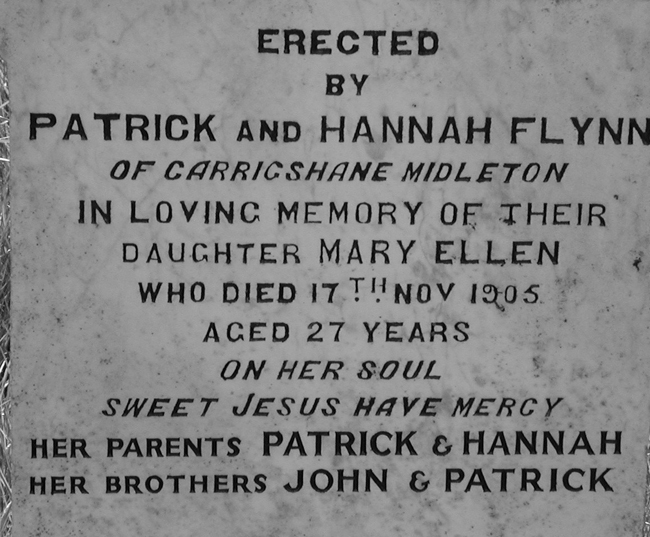 ERECTED
BY
PATRICK AND HANNAH FLYNN
OF CARRIGSHANE MIDLETON
IN LOVING MEMORY OF THEIR
DAUGHTER MARY ELLEN
WHO DIED 17TH NOV 1905
AGED 27 YEARS
ON HER SOUL
SWEET JESUS HAVE MERCY
HER PARENTS PATRICK & HANNAH
HER BROTHERS JOHN & PATRICK